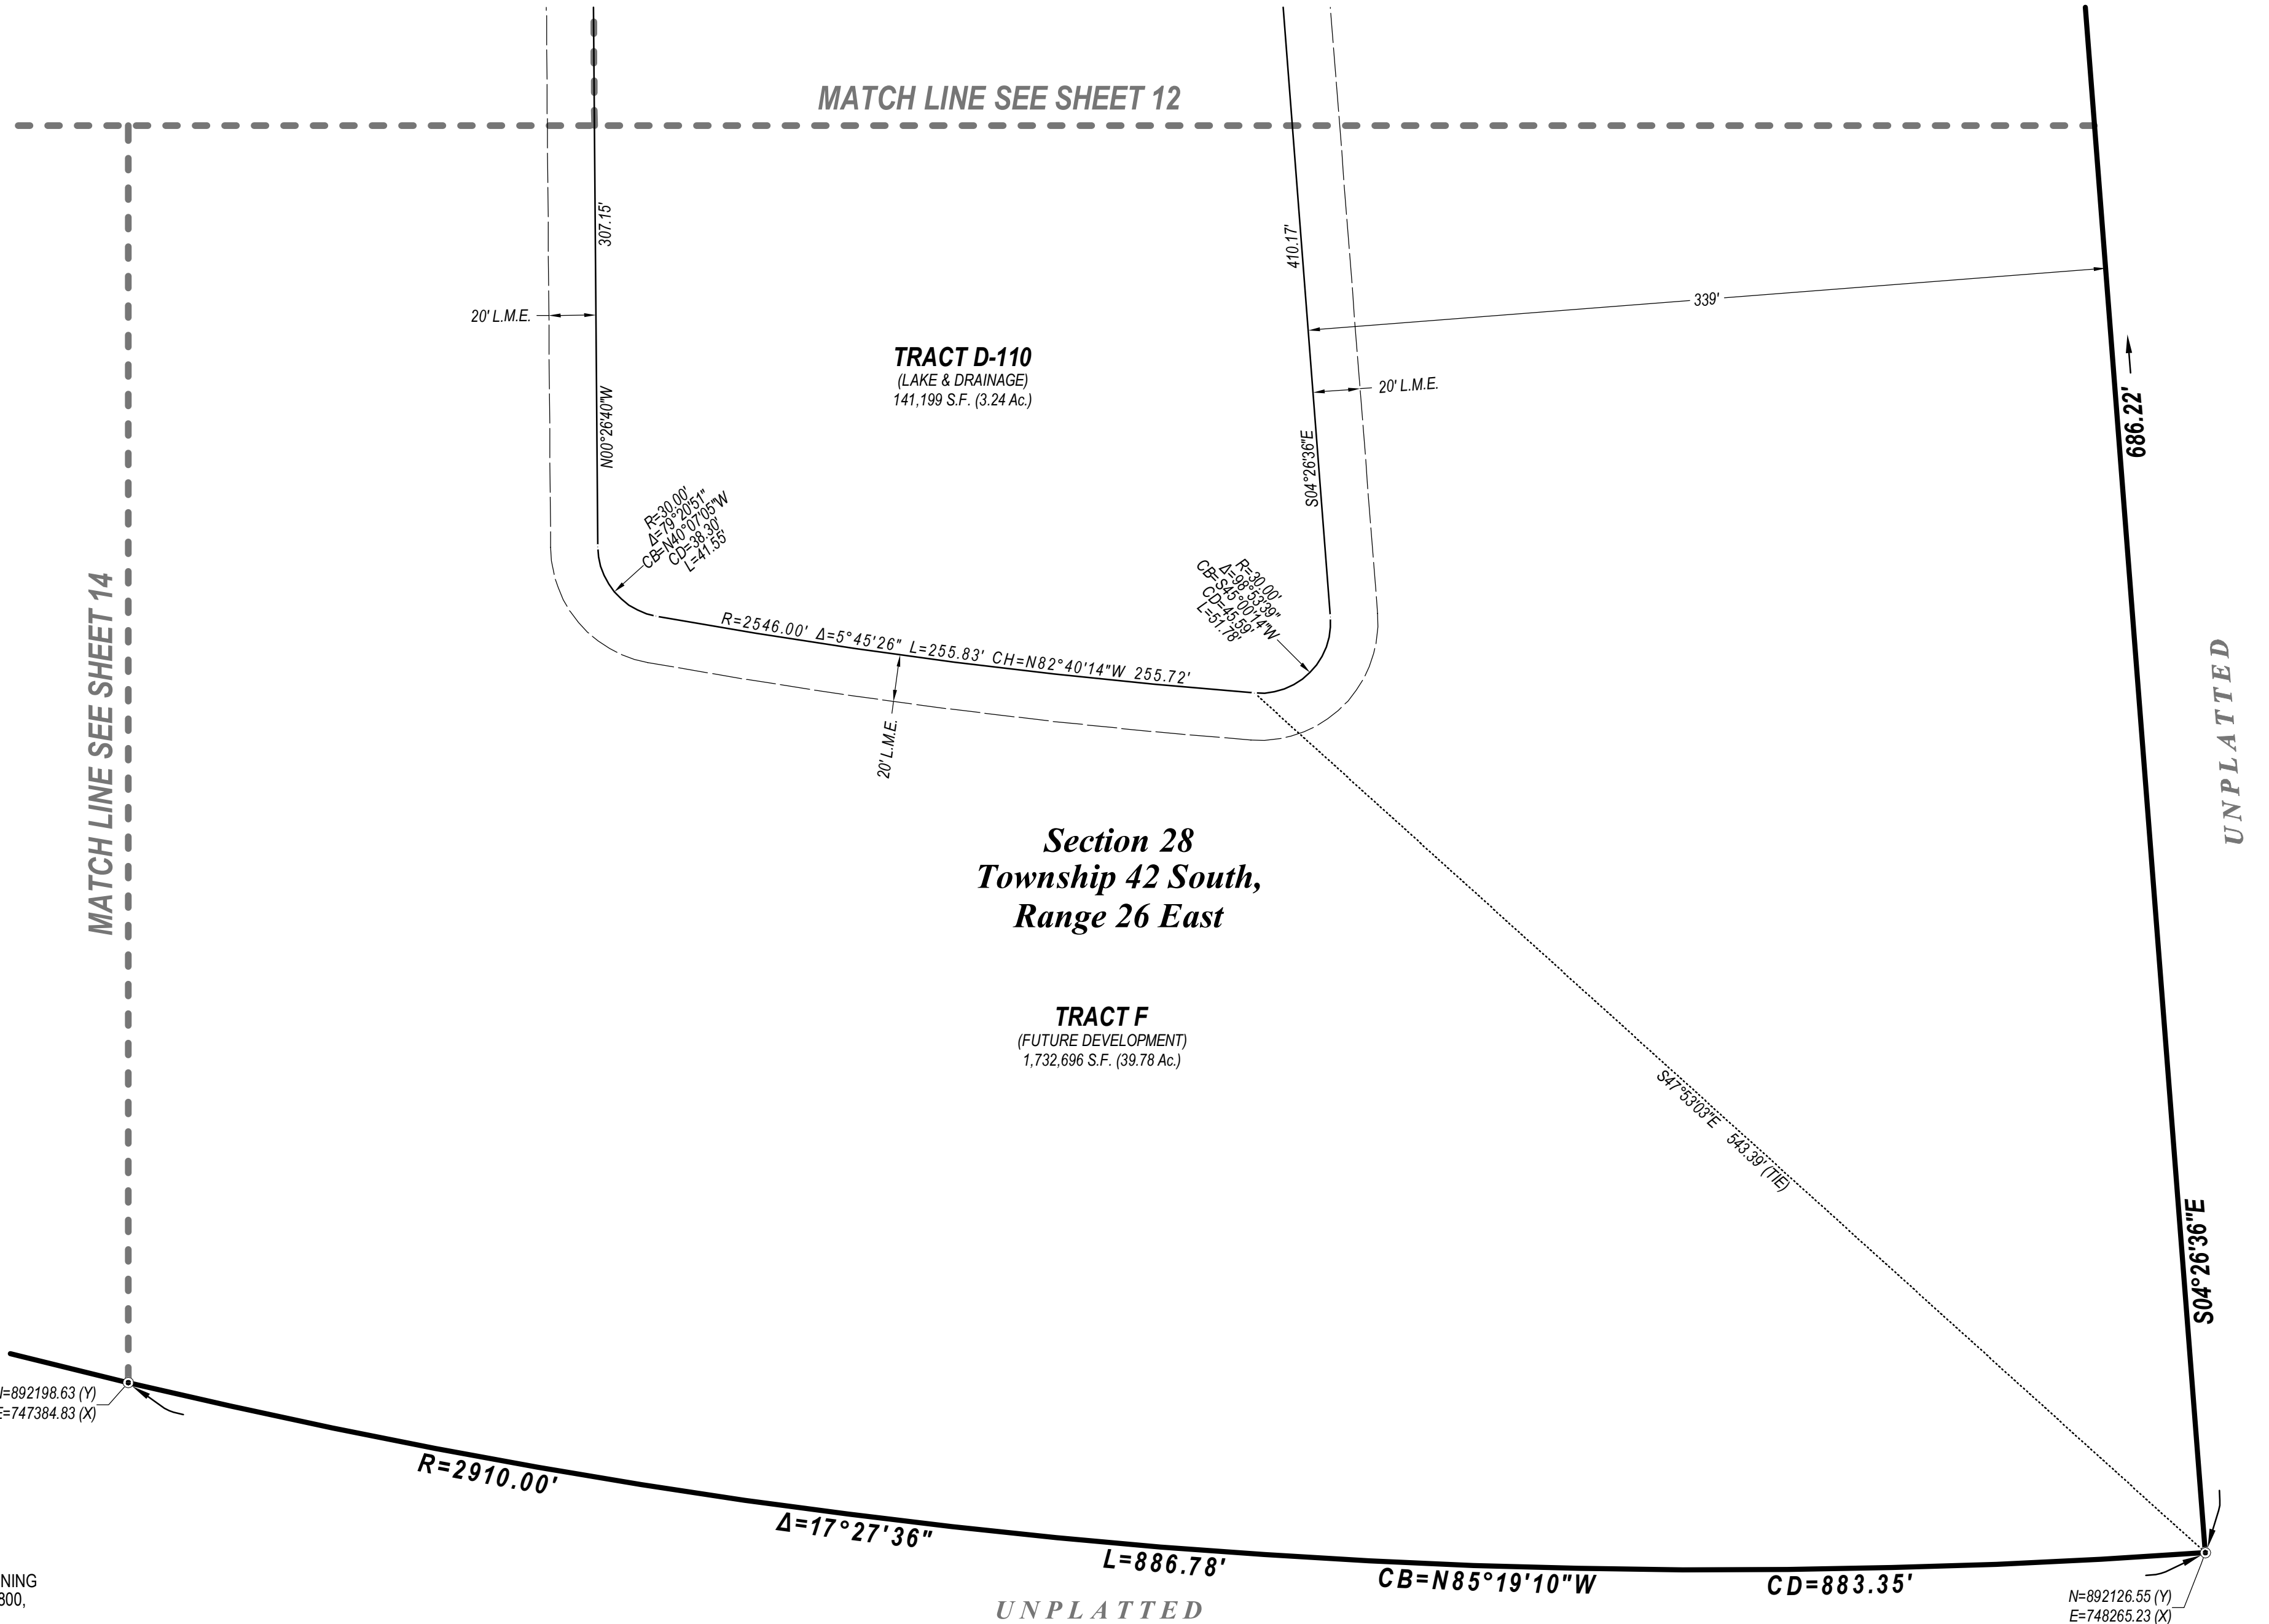 MATCH LINE SEE SHEET 12
307.15'
410.17'
339'
20' L.M.E.
TRACT D-110
(LAKE & DRAINAGE)
141,199 S.F. (3.24 Ac.)
20' L.M.E.
686.22'
N00°26'40"W
S04°26'36"E
R=30.00'
Δ=79°20'51"
CB=N40°07'05"W
CD=38.30'
L=41.55'
R=30.00'
Δ=98°53'39"
CB=S45°00'14"W
CD=45.59'
L=51.78'
R=2546.00' Δ=5°45'26" L=255.83' CH=N82°40'14"W 255.72'
20' L.M.E.
MATCH LINE SEE SHEET 14
UNPLATTED
Section 28
Township 42 South,
Range 26 East
TRACT F
(FUTURE DEVELOPMENT)
1,732,696 S.F. (39.78 Ac.)
S47°53'03"E 543.39' (TIE)
S04°26'36"E
N=892198.63 (Y)
E=747384.83 (X)
R=2910.00'
Δ=17°27'36"
L=886.78'
CB=N85°19'10"W
CD=883.35'
N=892126.55 (Y)
E=748265.23 (X)
UNPLATTED
NING
800,